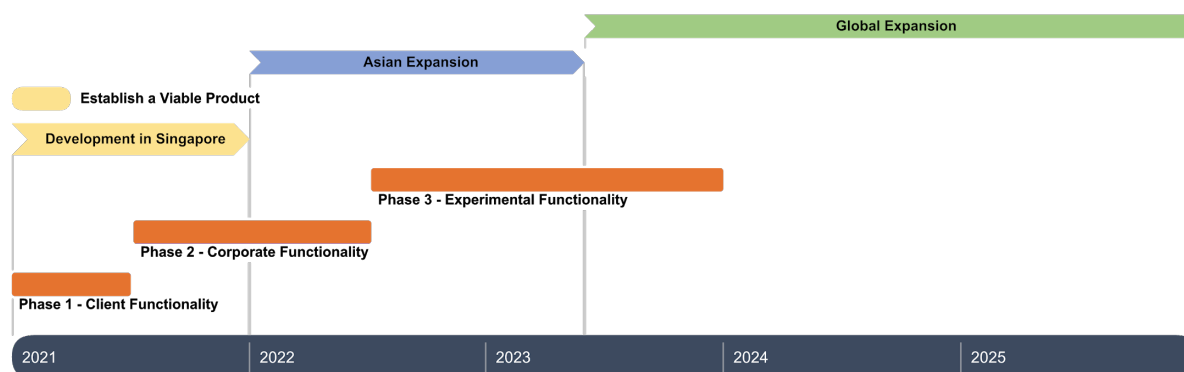 Global Expansion
Asian Expansion
Establish a Viable Product
Development in Singapore
Phase 3 - Experimental Functionality
Phase 2 - Corporate Functionality
Phase 1 - Client Functionality
2021 2022 2023 2024 2025